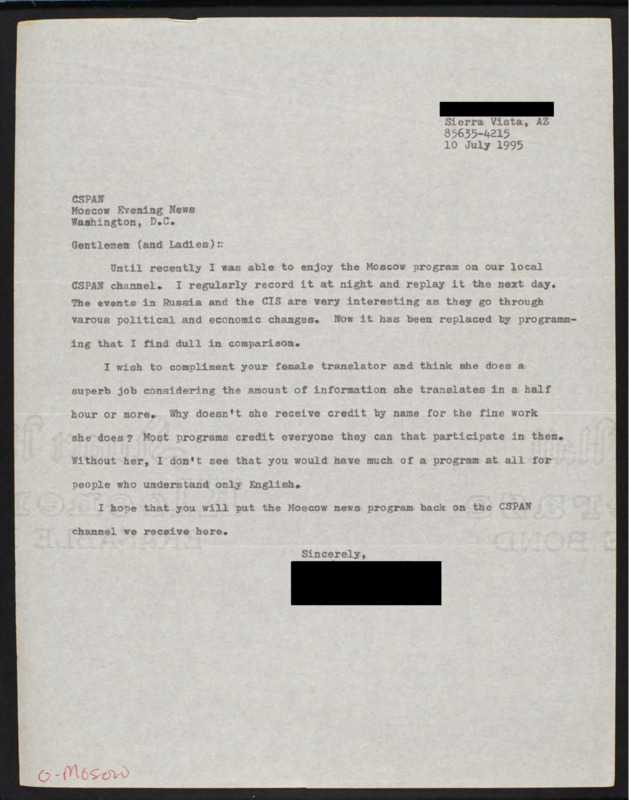 Sierra Vista, AZ
85635-4215
10 July 1995
CSPAN
Moscow Evening News
Washington, D.C.
Gentlemen (and Ladies)::
Until recently I was able to enjoy the Moscow program on our local
CSPAN channel. I regularly record it at night and replay it the next day.
The events in Russia and the CIS are very interesting as they go through
varous political and economic changes. Now it has been replaced by programm-
ing that I find dull in comparison.
I wish to compliment your female translator and think she does a
superb job considering the amount of information she translates in a half
hour or more. Why doesn't she receive credit by name for the fine work
she does? Most programs credit everyone they can that participate in them.
Without her, I don't see that you would have much of a program at all for
people who understand only English.
I hope that you will put the Moscow news program back on the CSPAN
channel we receive here.
Sincerely,
O-Moscow